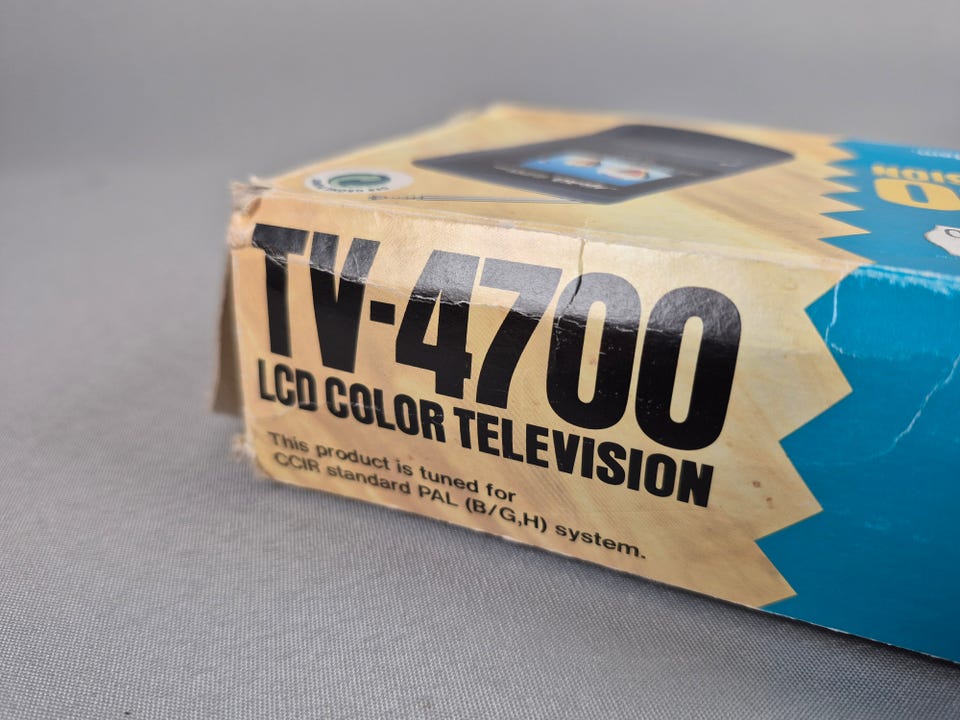 TV-4700
LCD COLOR TELEVISION
This product is tuned for
CCIR standard PAL (B/G,H) system.